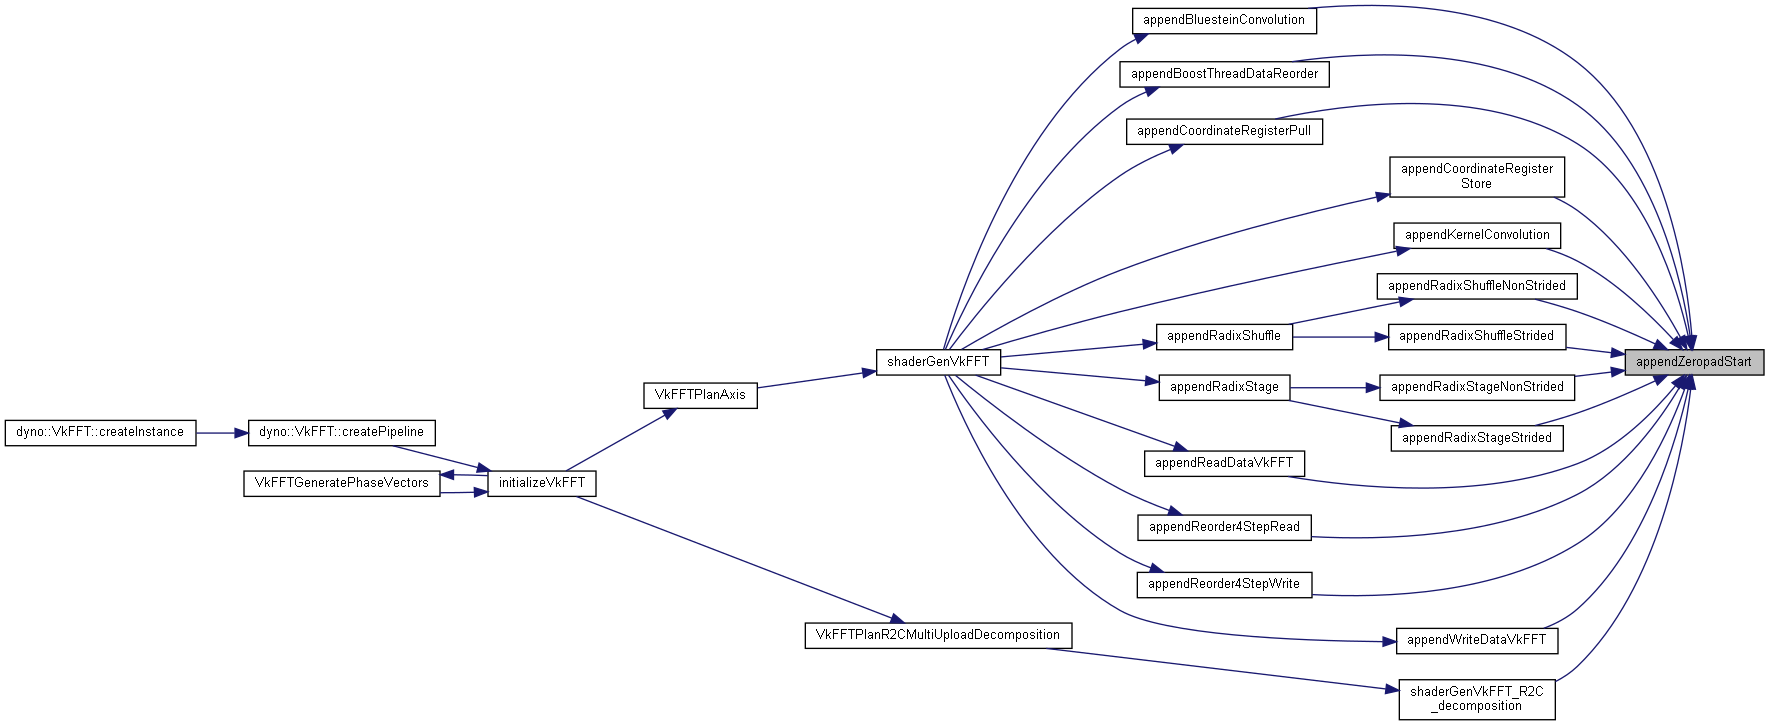 appendBluesteinConvolution
appendBoostThreadDataReorder
appendCoordinateRegisterPull
appendCoordinateRegister
Store
appendKernelConvolution
appendRadixShuffleNonStrided
appendRadixShuffle
appendRadixShuffleStrided
shaderGenVkFFT
appendZeropadStart
VkFFTPlanAxis
appendRadixStage
appendRadixStageNonStrided
dyno::VkFFT::createInstance
dyno::VkFFT::createPipeline
appendRadixStageStrided
VkFFTGeneratePhaseVectors
initializeVkFFT
appendReadDataVkFFT
appendReorder4StepRead
appendReorder4StepWrite
VkFFTPlanR2CMultiUploadDecomposition
appendWriteDataVkFFT
shaderGenVkFFT_R2C
_decomposition